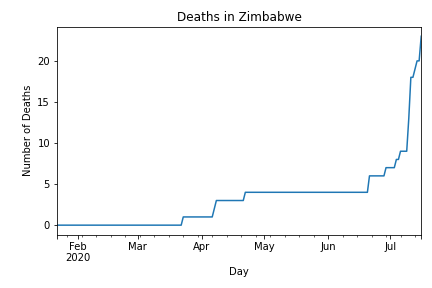 Deaths in Zimbabwe
Number of Deaths
20
15
10
5
0
Feb
2020
Mar
Apr
May
Jun
Jul
Day